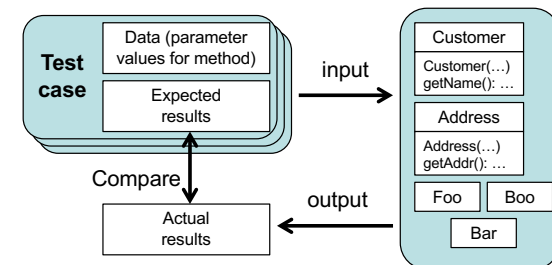 Test
case
Data (parameter
values for method)
Expected
results
Compare
Actual
results
input
output
Customer
Customer(...)
getName(): ...
Address
Address(...)
getAddr(): ...
Foo
Boo
Bar